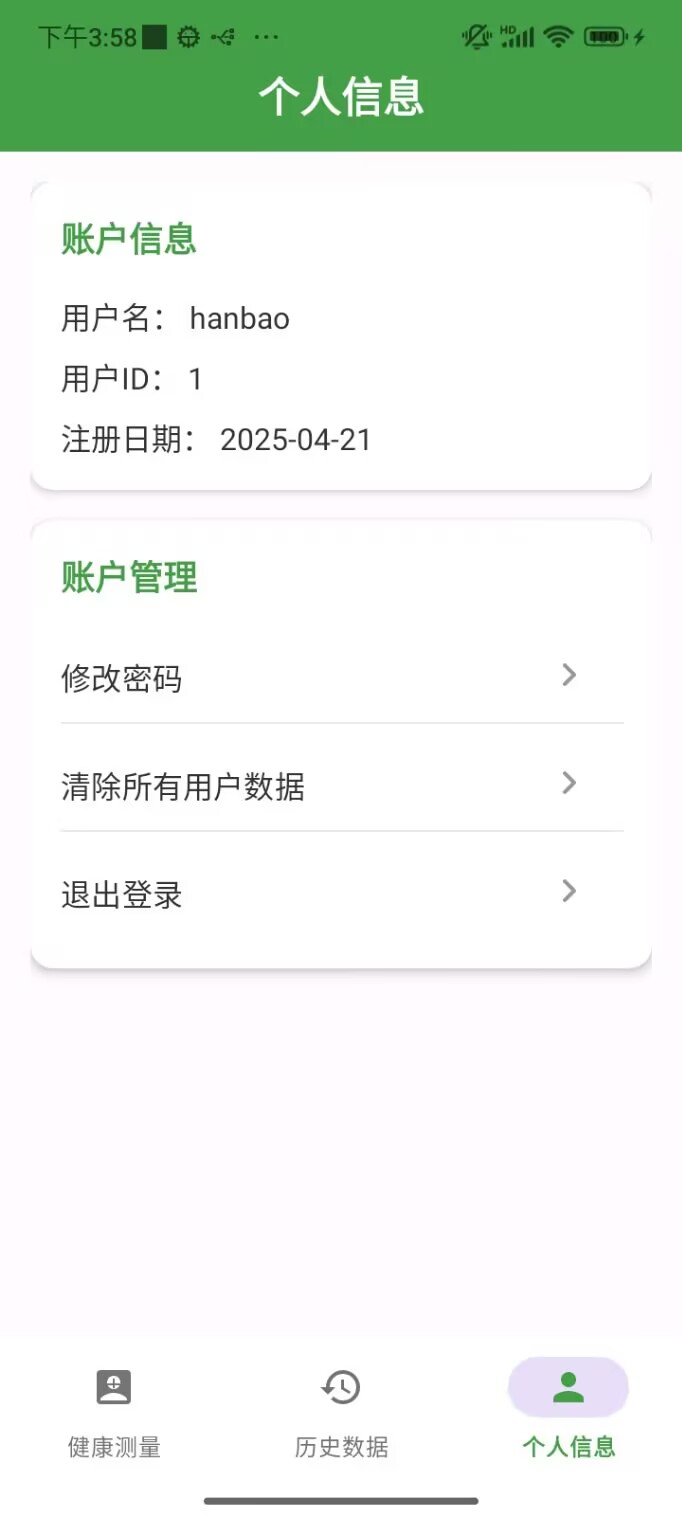 下午3:58
HD
100
个人信息
账户信息
用户名： hanbao
用户ID： 1
注册日期： 2025-04-21
账户管理
修改密码
清除所有用户数据
退出登录
健康测量
历史数据
个人信息